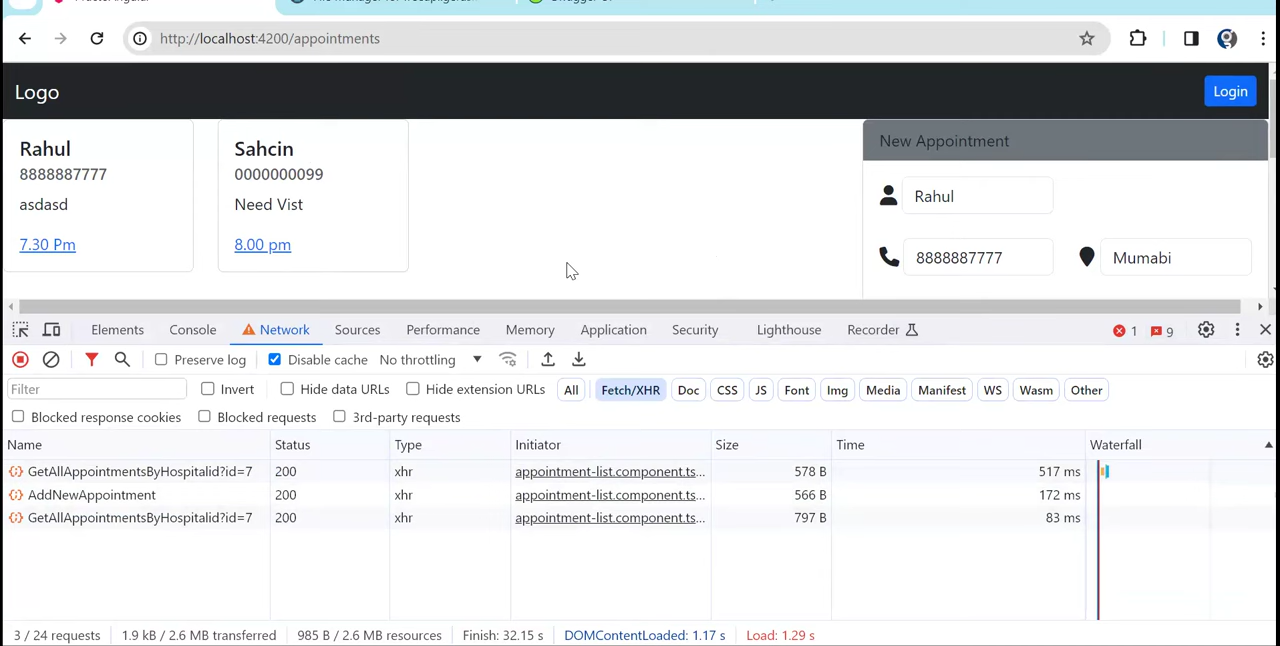 http://localhost:4200/appointments
Logo
Login
Rahul
8888887777
asdasd
7.30 Pm
Sahcin
0000000099
Need Vist
8.00 pm
New Appointment
Rahul
8888887777
Mumabi
Elements Console Network Sources Performance Memory Application Security Lighthouse Recorder 1 9
Preserve log Disable cache No throttling
Filter Invert Hide data URLs Hide extension URLs All Fetch/XHR Doc CSS JS Font Img Media Manifest WS Wasm Other
Blocked response cookies Blocked requests 3rd-party requests
Name Status Type Initiator Size Time Waterfall
GetAllAppointmentsByHospitalid?id=7 200 xhr appointment-list.component.ts... 578 B 517 ms
AddNewAppointment 200 xhr appointment-list.component.ts... 566 B 172 ms
GetAllAppointmentsByHospitalid?id=7 200 xhr appointment-list.component.ts... 797 B 83 ms
3 / 24 requests 1.9 kB / 2.6 MB transferred 985 B / 2.6 MB resources Finish: 32.15 s DOMContentLoaded: 1.17 s Load: 1.29 s